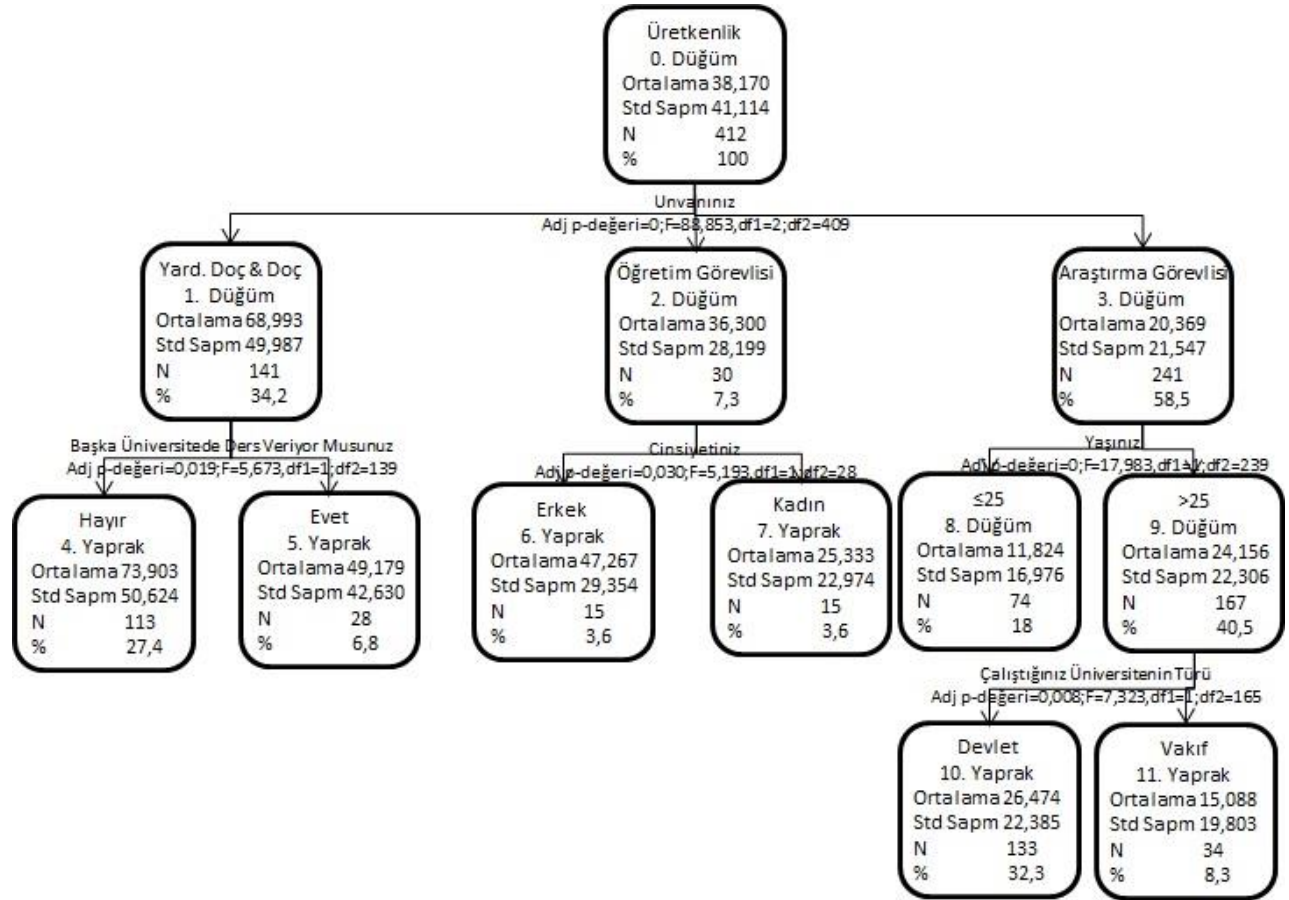 Üretkenlik
0. Düğüm
Ortalama 38,170
Std Sapm 41,114
N 412
% 100
Unvanınız
Adj p-değeri=0;F=88,853,df1=2;df2=409
Yard. Doç & Doç
1. Düğüm
Ortalama 68,993
Std Sapm 49,987
N 141
% 34,2
Öğretim Görevlisi
2. Düğüm
Ortalama 36,300
Std Sapm 28,199
N 30
% 7,3
Araştırma Görevlisi
3. Düğüm
Ortalama 20,369
Std Sapm 21,547
N 241
% 58,5
Başka Üniversitede Ders Veriyor Musunuz
Adj p-değeri=0,019;F=5,673,df1=1;df2=139
Cinsiyetiniz
Adj p-değeri=0,030;F=5,193,df1=1;df2=28
Yaşınız
Adj p-değeri=0;F=17,983,df1=1;df2=239
Hayır
4. Yaprak
Ortalama 73,903
Std Sapm 50,624
N 113
% 27,4
Evet
5. Yaprak
Ortalama 49,179
Std Sapm 42,630
N 28
% 6,8
Erkek
6. Yaprak
Ortalama 47,267
Std Sapm 29,354
N 15
% 3,6
Kadın
7. Yaprak
Ortalama 25,333
Std Sapm 22,974
N 15
% 3,6
≤25
8. Düğüm
Ortalama 11,824
Std Sapm 16,976
N 74
% 18
>25
9. Düğüm
Ortalama 24,156
Std Sapm 22,306
N 167
% 40,5
Çalıştığınız Üniversitenin Türü
Adj p-değeri=0,008;F=7,323,df1=1;df2=165
Devlet
10. Yaprak
Ortalama 26,474
Std Sapm 22,385
N 133
% 32,3
Vakıf
11. Yaprak
Ortalama 15,088
Std Sapm 19,803
N 34
% 8,3